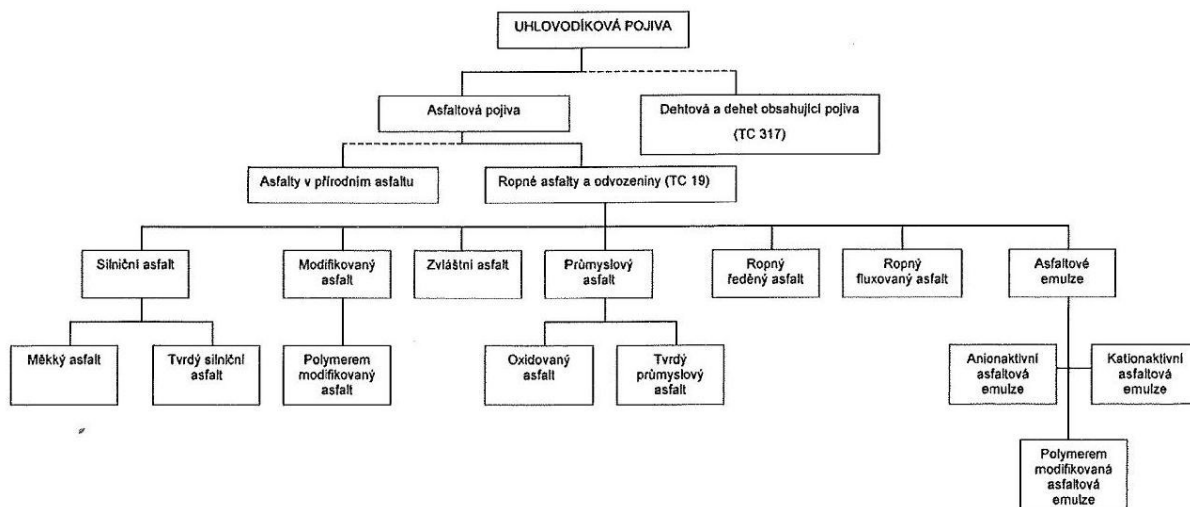 UHLOVODÍKOVÁ POJIVA
Asfaltová pojiva
Dehtová a dehet obsahující pojiva
(TC 317)
Asfalty v přírodním asfaltu
Ropné asfalty a odvozeniny (TC 19)
Silniční asfalt
Modifikovaný
asfalt
Zvláštní asfalt
Průmyslový
asfalt
Ropný
ředěný asfalt
Ropný
fluxovaný asfalt
Asfaltové
emulze
Měkký asfalt
Tvrdý silniční
asfalt
Polymerem
modifikovaný
asfalt
Oxidovaný
asfalt
Tvrdý
průmyslový
asfalt
Anionaktivní
asfaltová
emulze
Kationaktivní
asfaltová
emulze
Polymerem
modifikovaná
asfaltová
emulze